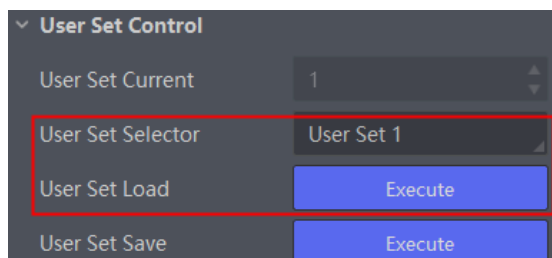 User Set Control
User Set Current 1
User Set Selector User Set 1
User Set Load Execute
User Set Save Execute